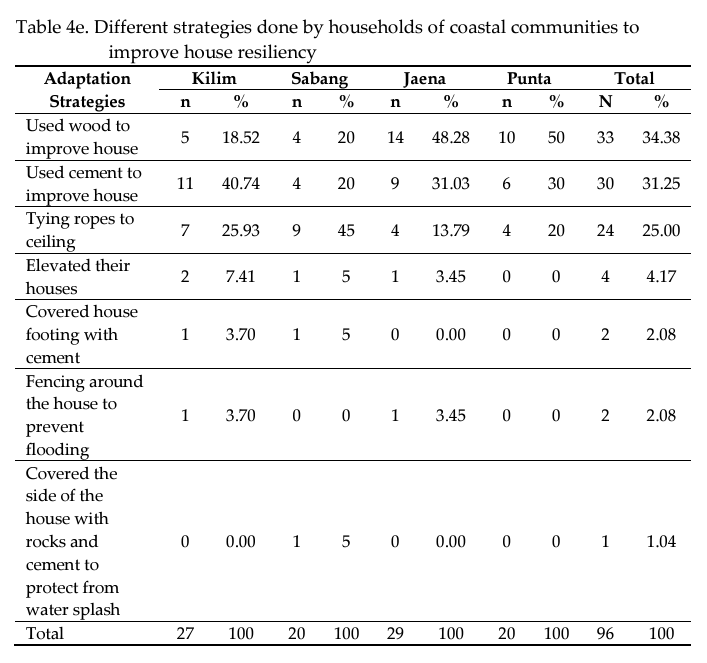 Table 4e. Different strategies done by households of coastal communities to
improve house resiliency
Adaptation Kilim Sabang Jaena Punta Total
Strategies n % n % n % n % N %
Used wood to
improve house 5 18.52 4 20 14 48.28 10 50 33 34.38
Used cement to
improve house 11 40.74 4 20 9 31.03 6 30 30 31.25
Tying ropes to
ceiling 7 25.93 9 45 4 13.79 4 20 24 25.00
Elevated their
houses 2 7.41 1 5 1 3.45 0 0 4 4.17
Covered house
footing with 1 3.70 1 5 0 0.00 0 0 2 2.08
cement
Fencing around
the house to
prevent 1 3.70 0 0 1 3.45 0 0 2 2.08
flooding
Covered the
side of the
house with
rocks and 0 0.00 1 5 0 0.00 0 0 1 1.04
cement to
protect from
water splash
Total 27 100 20 100 29 100 20 100 96 100